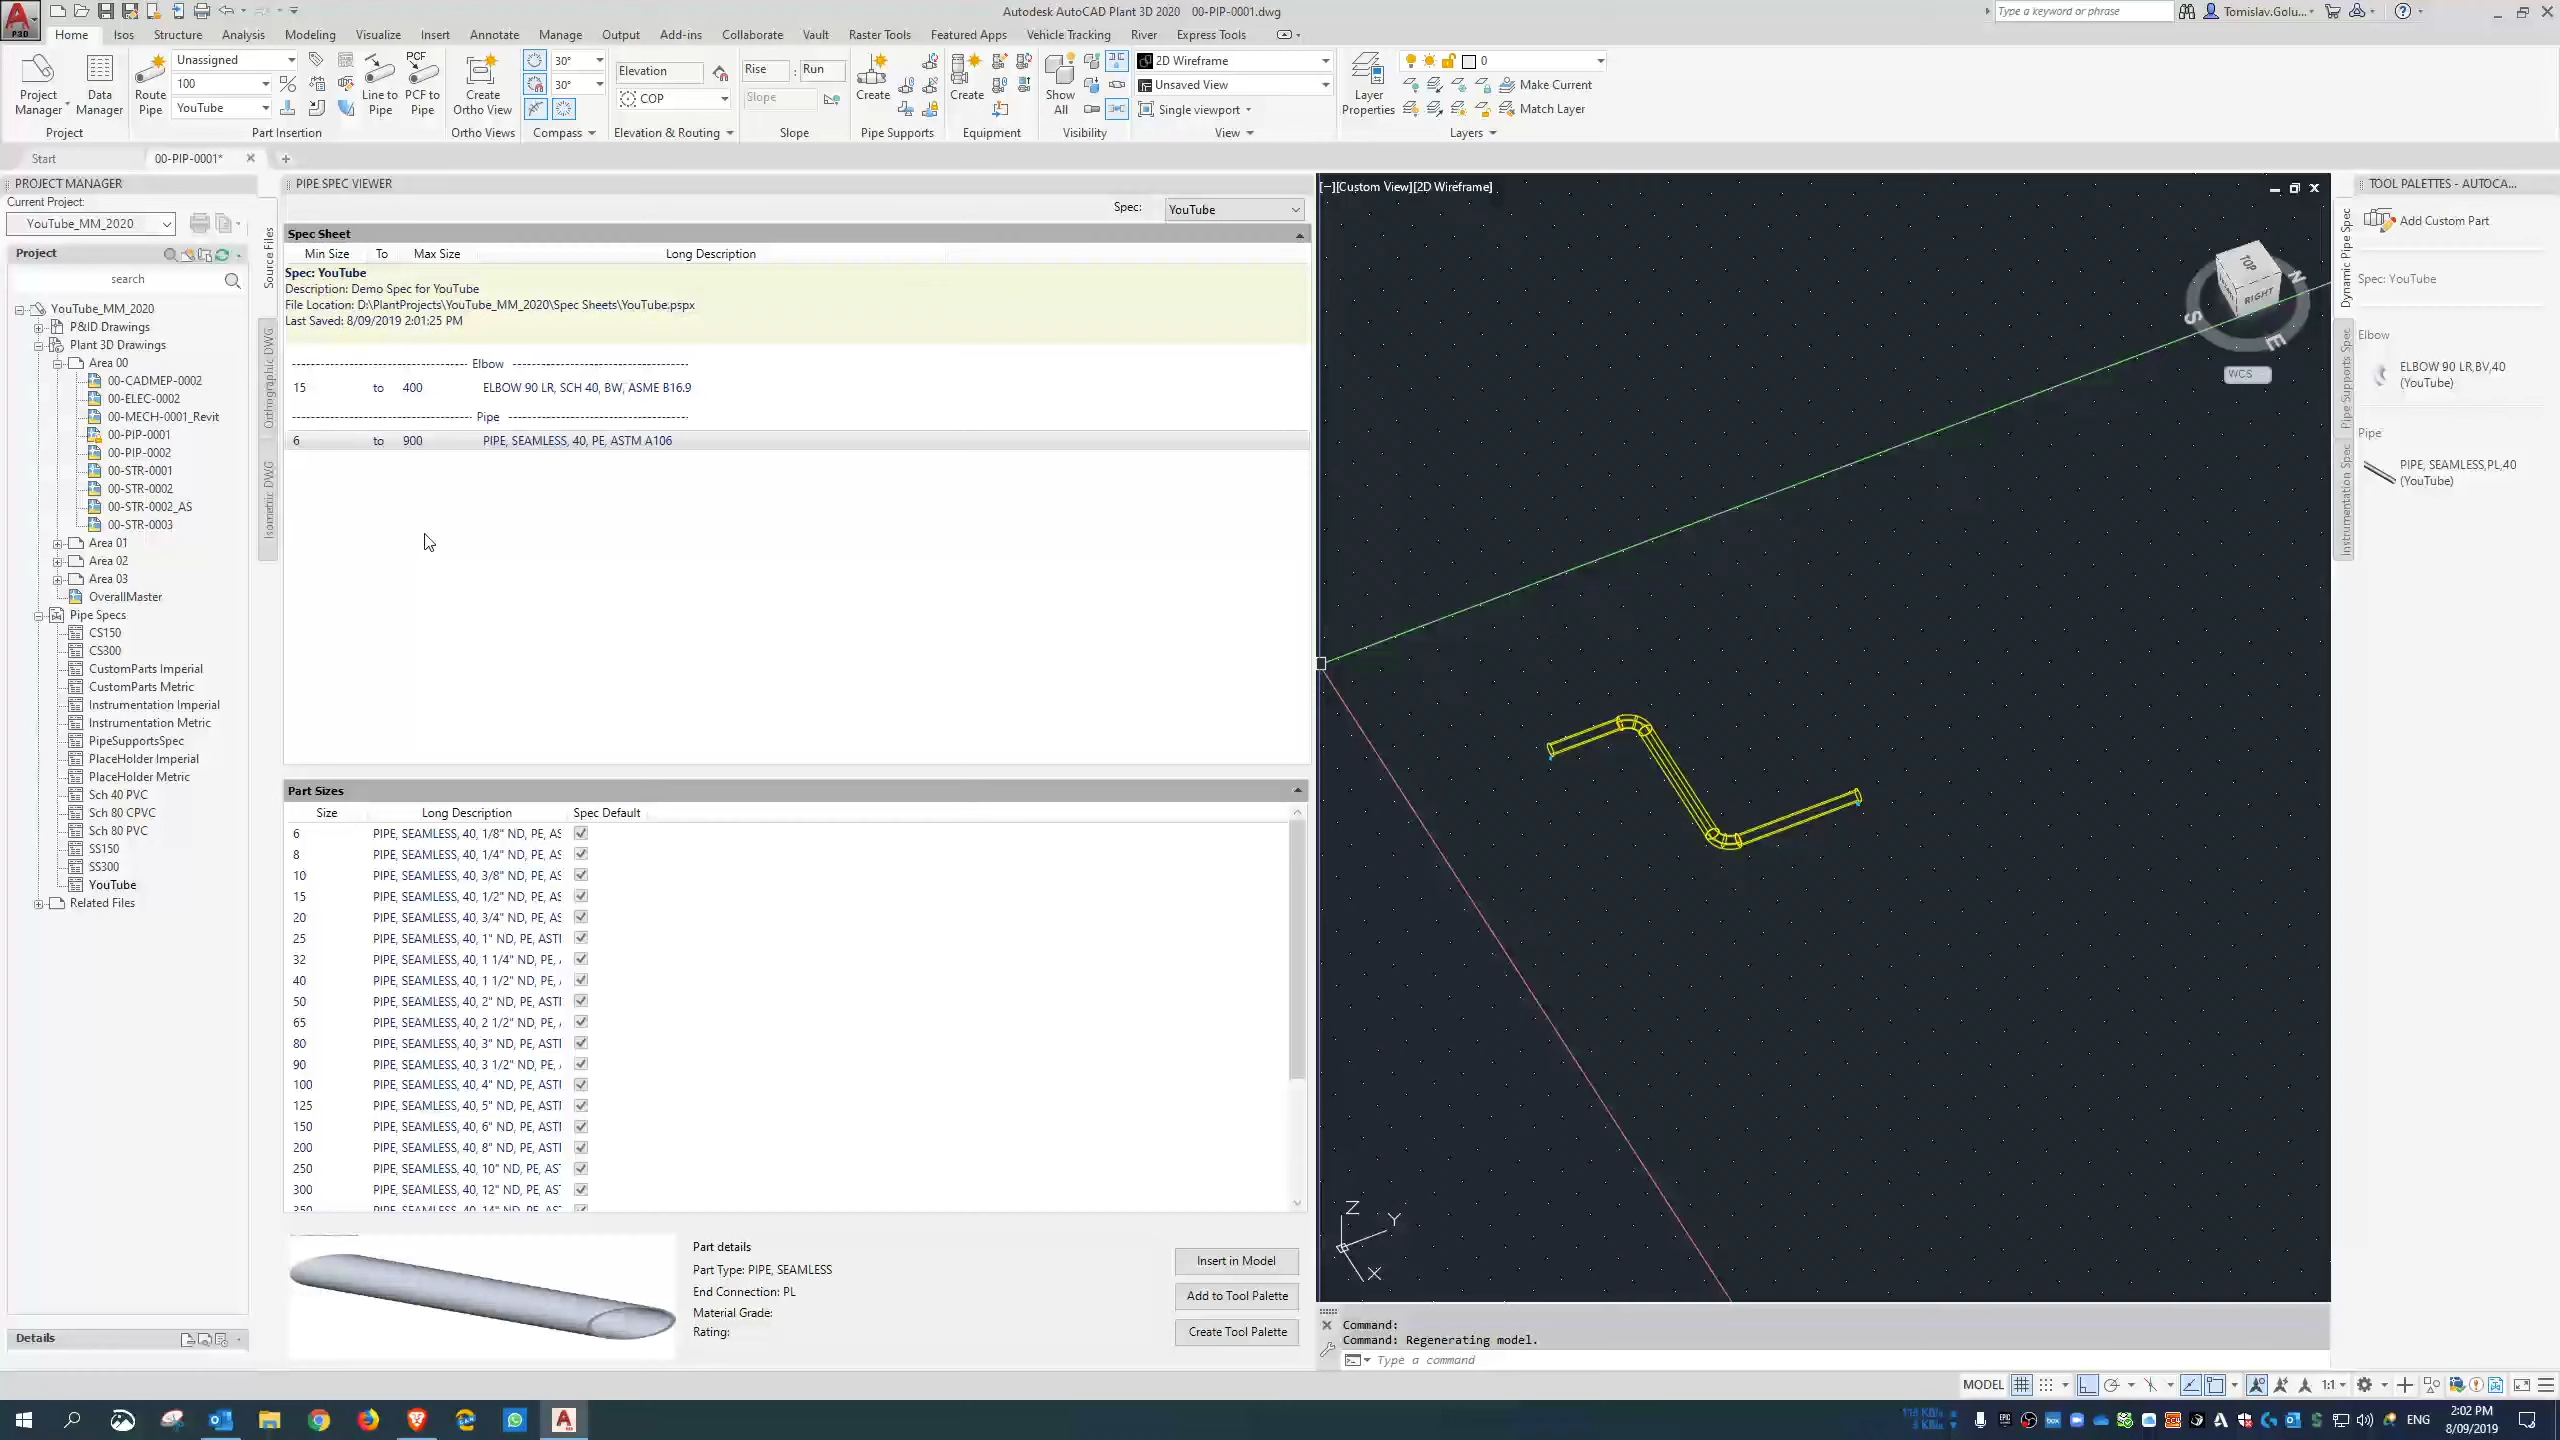 Autodesk AutoCAD Plant 3D 2020 00-PIP-0001.dwg
Type a keyword or phrase
Tomislav.Golu...
P3D
Home Isos Structure Analysis Modeling Visualize Insert Annotate Manage Output Add-ins Collaborate Vault Raster Tools Featured Apps Vehicle Tracking River Express Tools
Project Manager
Data Manager
Project
Route Pipe
Unassigned
100
YouTube
Line to Pipe
PCF
PCF to Pipe
Part Insertion
Create Ortho View
Ortho Views
30°
30°
Compass
Elevation
COP
Elevation & Routing
Rise : Run
Slope
Slope
Create
Pipe Supports
Create
Equipment
Show All
Visibility
2D Wireframe
Unsaved View
Single viewport
View
Layer Properties
0
Make Current
Match Layer
Layers
Start
00-PIP-0001*
PROJECT MANAGER
Current Project:
YouTube_MM_2020
Project
search
YouTube_MM_2020
P&ID Drawings
Plant 3D Drawings
Area 00
00-CADMEP-0002
00-ELEC-0002
00-MECH-0001_Revit
00-PIP-0001
00-PIP-0002
00-STR-0001
00-STR-0002
00-STR-0002_AS
00-STR-0003
Area 01
Area 02
Area 03
OverallMaster
Pipe Specs
CS150
CS300
CustomParts Imperial
CustomParts Metric
Instrumentation Imperial
Instrumentation Metric
PipeSupportsSpec
PlaceHolder Imperial
PlaceHolder Metric
Sch 40 PVC
Sch 80 CPVC
Sch 80 PVC
SS150
SS300
YouTube
Related Files
Details
Source Files
Orthographic DWG
Isometric DWG
PIPE SPEC VIEWER
Spec: YouTube
Spec Sheet
Min Size To Max Size Long Description
Spec: YouTube
Description: Demo Spec for YouTube
File Location: D:\PlantProjects\YouTube_MM_2020\Spec Sheets\YouTube.pspx
Last Saved: 8/09/2019 2:01:25 PM
Elbow
15 to 400 ELBOW 90 LR, SCH 40, BW, ASME B16.9
Pipe
6 to 900 PIPE, SEAMLESS, 40, PE, ASTM A106
Part Sizes
Size Long Description Spec Default
6 PIPE, SEAMLESS, 40, 1/8" ND, PE, AS
8 PIPE, SEAMLESS, 40, 1/4" ND, PE, AS
10 PIPE, SEAMLESS, 40, 3/8" ND, PE, AS
15 PIPE, SEAMLESS, 40, 1/2" ND, PE, AS
20 PIPE, SEAMLESS, 40, 3/4" ND, PE, AS
25 PIPE, SEAMLESS, 40, 1" ND, PE, ASTI
32 PIPE, SEAMLESS, 40, 1 1/4" ND, PE, 
40 PIPE, SEAMLESS, 40, 1 1/2" ND, PE, 
50 PIPE, SEAMLESS, 40, 2" ND, PE, ASTI
65 PIPE, SEAMLESS, 40, 2 1/2" ND, PE, 
80 PIPE, SEAMLESS, 40, 3" ND, PE, ASTI
90 PIPE, SEAMLESS, 40, 3 1/2" ND, PE, 
100 PIPE, SEAMLESS, 40, 4" ND, PE, ASTI
125 PIPE, SEAMLESS, 40, 5" ND, PE, ASTI
150 PIPE, SEAMLESS, 40, 6" ND, PE, ASTI
200 PIPE, SEAMLESS, 40, 8" ND, PE, ASTI
250 PIPE, SEAMLESS, 40, 10" ND, PE, AS
300 PIPE, SEAMLESS, 40, 12" ND, PE, AS
350 PIPE, SEAMLESS, 40, 14" ND, PE, AS
Part details
Part Type: PIPE, SEAMLESS
End Connection: PL
Material Grade:
Rating:
Insert in Model
Add to Tool Palette
Create Tool Palette
[−][Custom View][2D Wireframe]
TOP
RIGHT
N
S
E
WCS
Z
Y
X
Command:
Command: Regenerating model.
Type a command
TOOL PALETTES - AUTOCA...
Dynamic Pipe Spec
Pipe Supports Spec
Instrumentation Spec
Add Custom Part
Spec: YouTube
Elbow
ELBOW 90 LR,BV,40
(YouTube)
Pipe
PIPE, SEAMLESS,PL,40
(YouTube)
MODEL
1:1
ENG
2:02 PM
8/09/2019